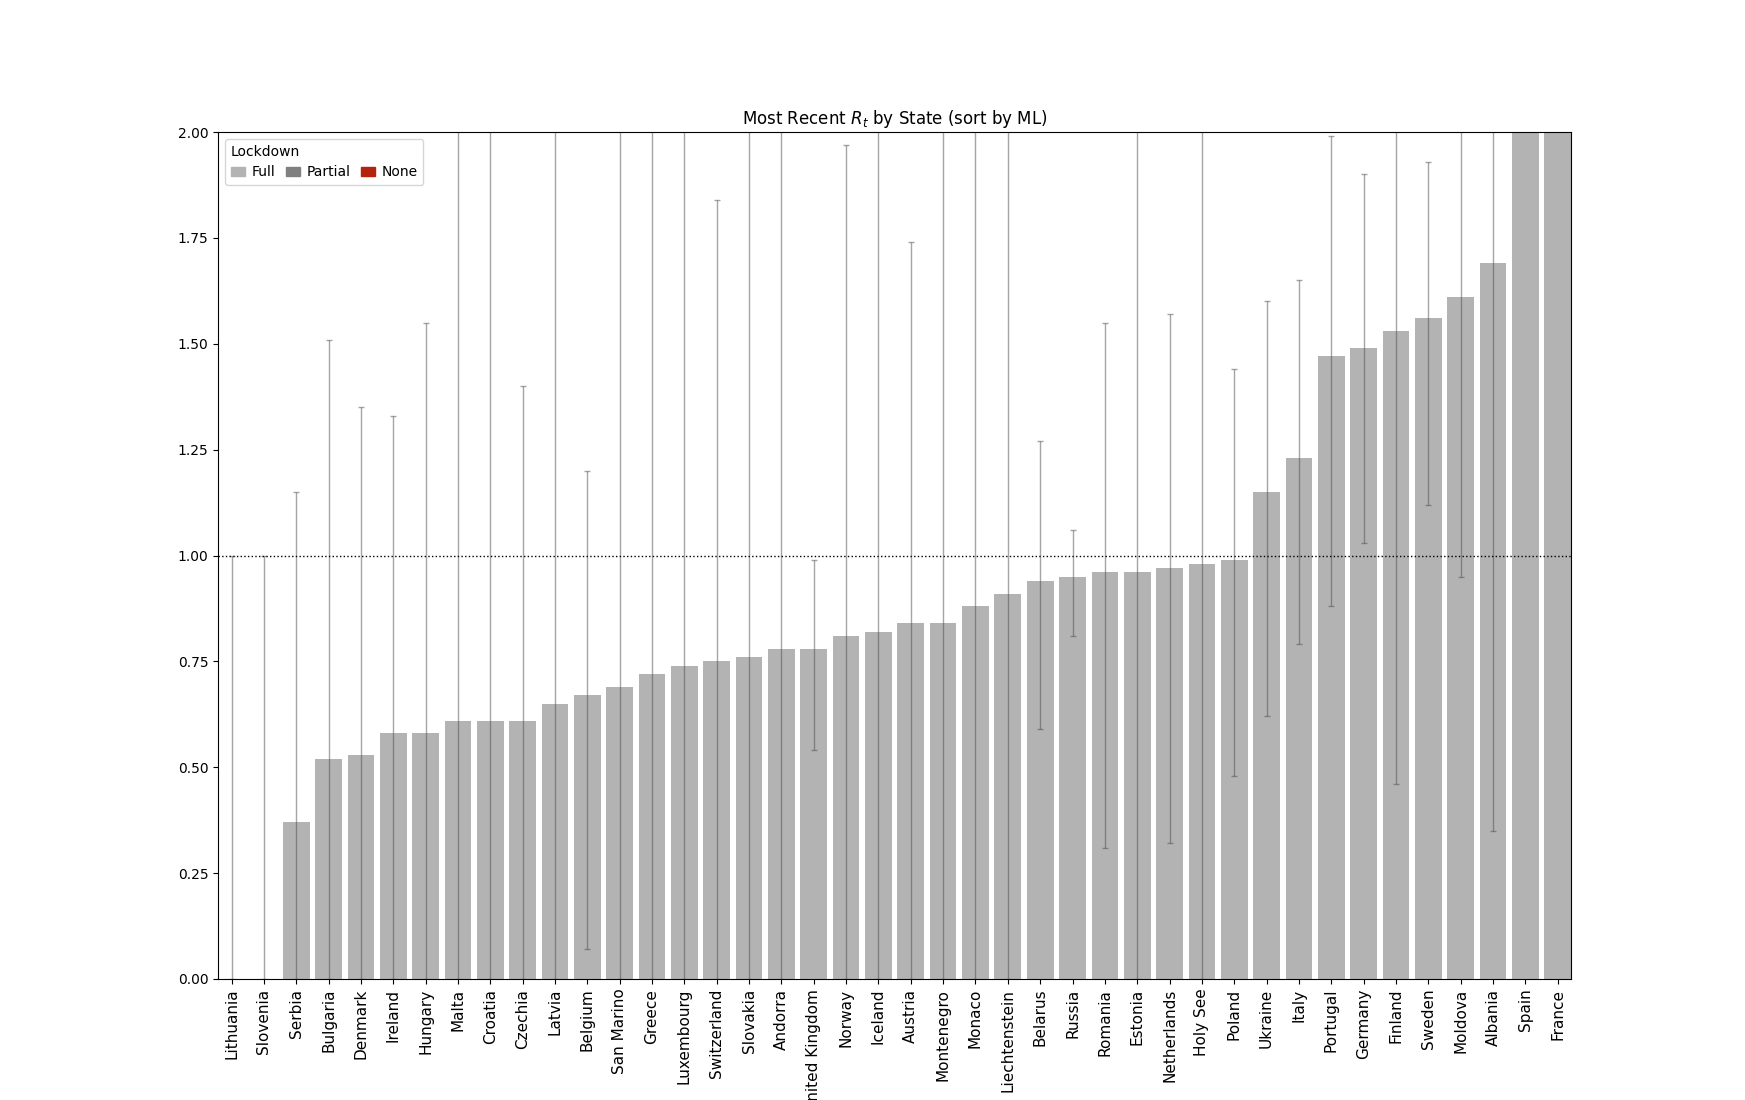 Most Recent R_t by State (sort by ML)
2.00
Lockdown
Full Partial None
1.75
1.50
1.25
1.00
0.75
0.50
0.25
0.00
Lithuania
Slovenia
Serbia
Bulgaria
Denmark
Ireland
Hungary
Malta
Croatia
Czechia
Latvia
Belgium
San Marino
Greece
Luxembourg
Switzerland
Slovakia
Andorra
nited Kingdom
Norway
Iceland
Austria
Montenegro
Monaco
Liechtenstein
Belarus
Russia
Romania
Estonia
Netherlands
Holy See
Poland
Ukraine
Italy
Portugal
Germany
Finland
Sweden
Moldova
Albania
Spain
France